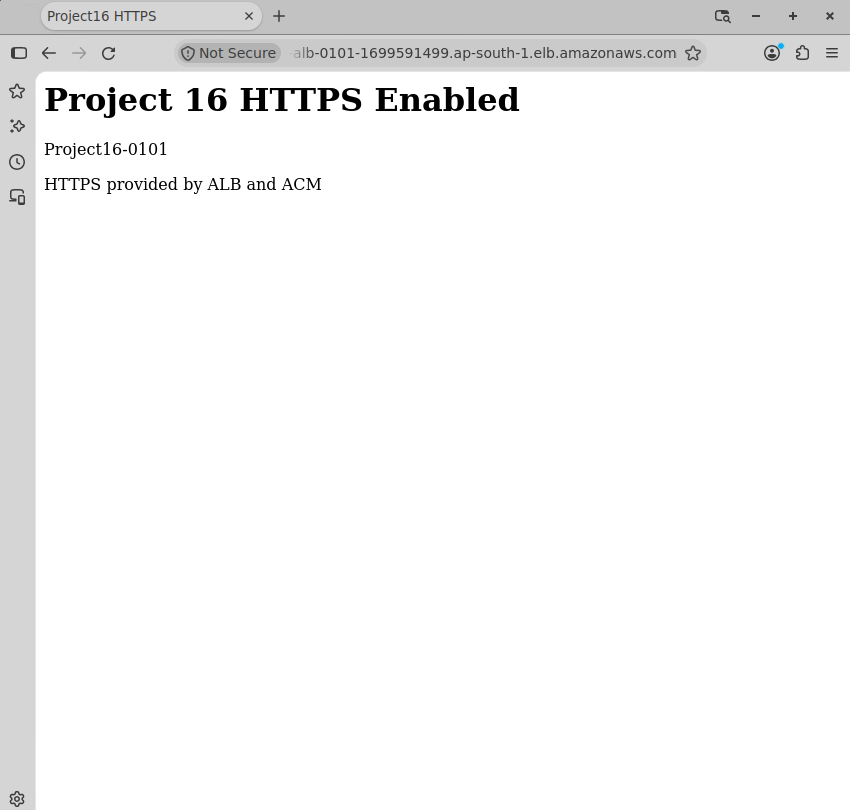 Project16 HTTPS
Not Secure
alb-0101-1699591499.ap-south-1.elb.amazonaws.com
Project 16 HTTPS Enabled
Project16-0101
HTTPS provided by ALB and ACM